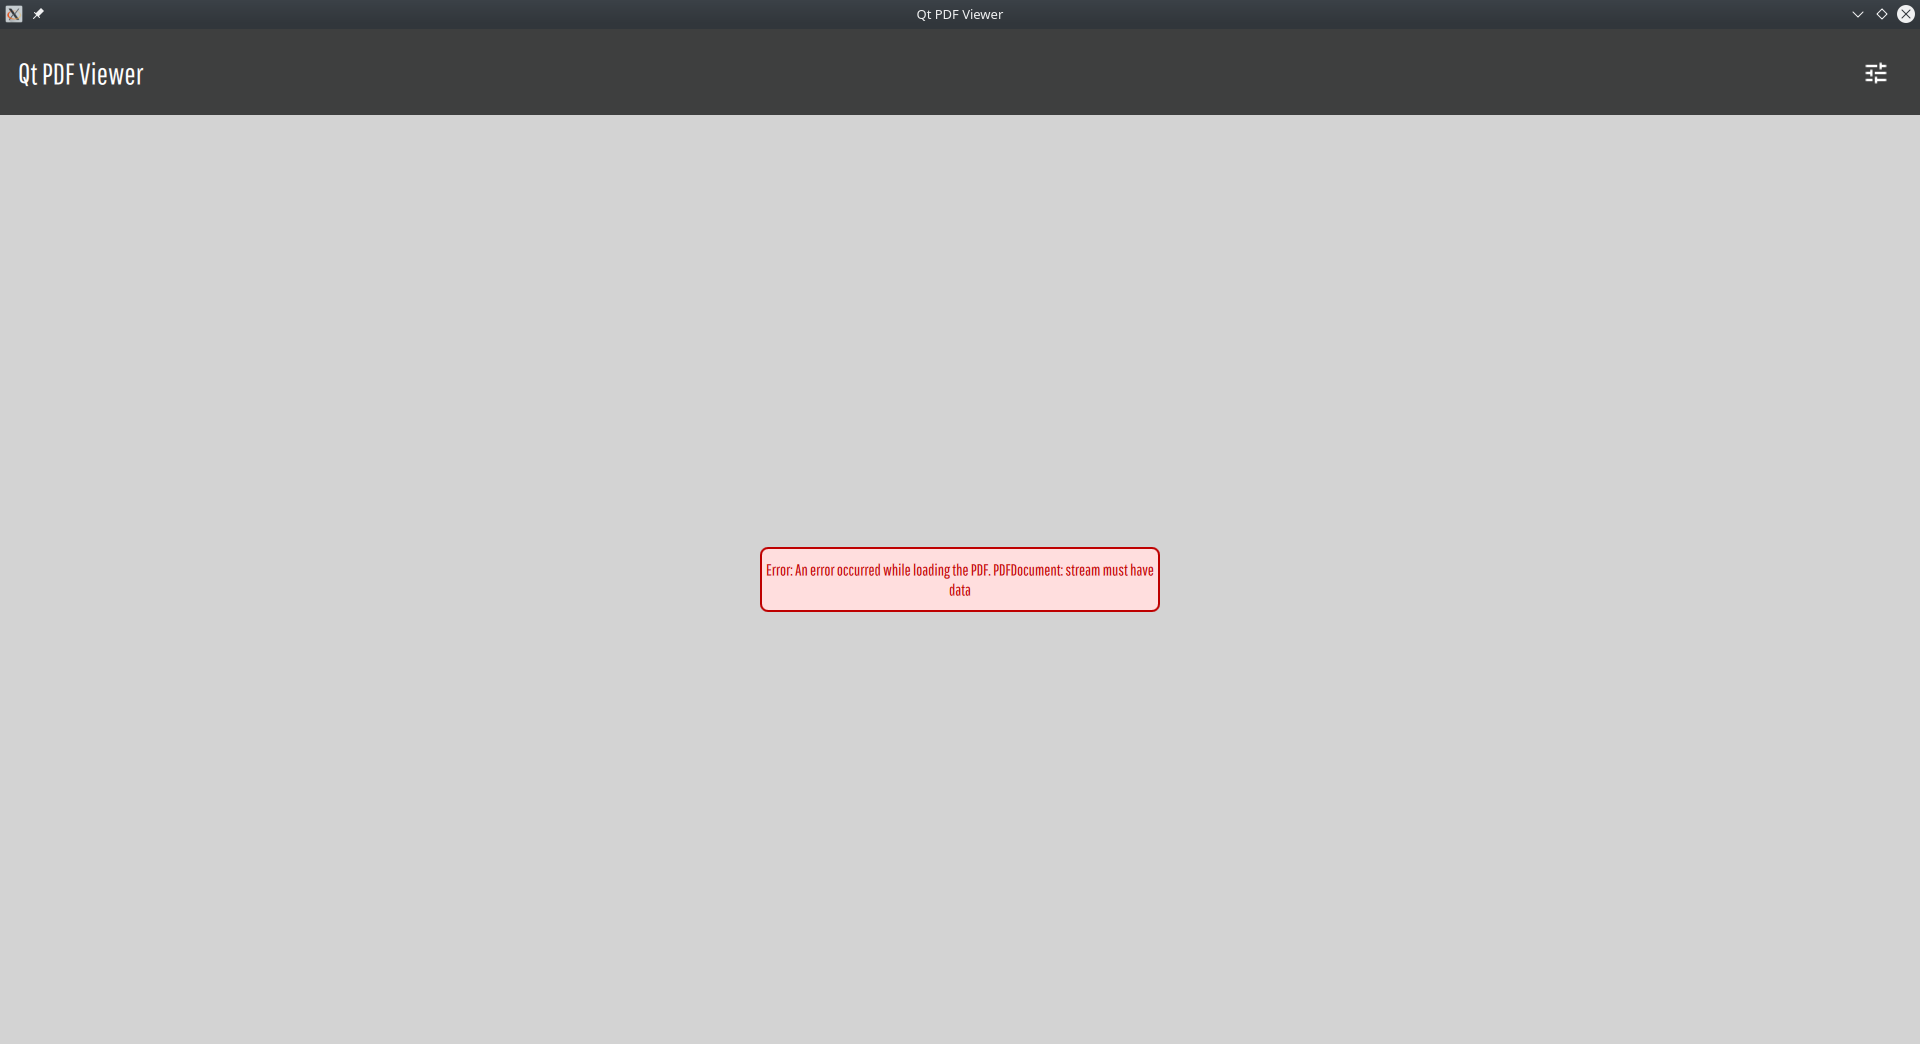 Qt PDF Viewer
Qt PDF Viewer
Error: An error occurred while loading the PDF. PDFDocument: stream must have
data